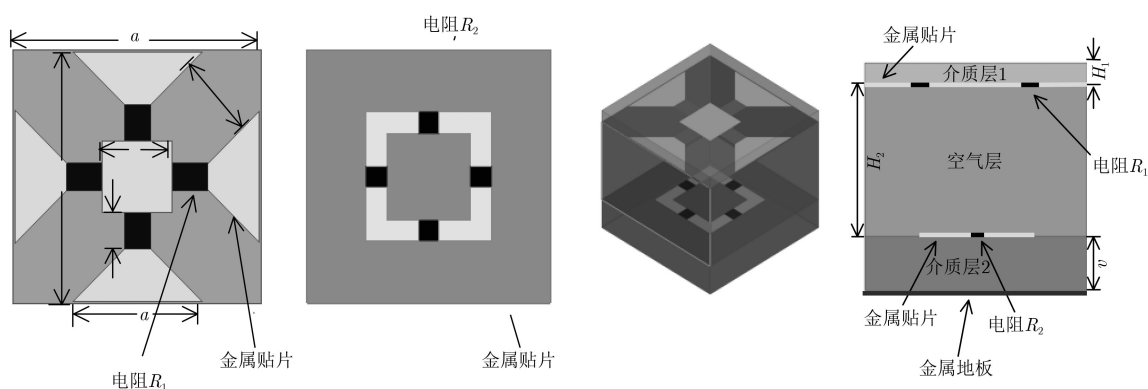 a
a
电阻R₁
金属贴片
电阻R₂
金属贴片
金属贴片
介质层1
H₁
H₂
空气层
电阻R₁
介质层2
v
金属贴片
电阻R₂
金属地板